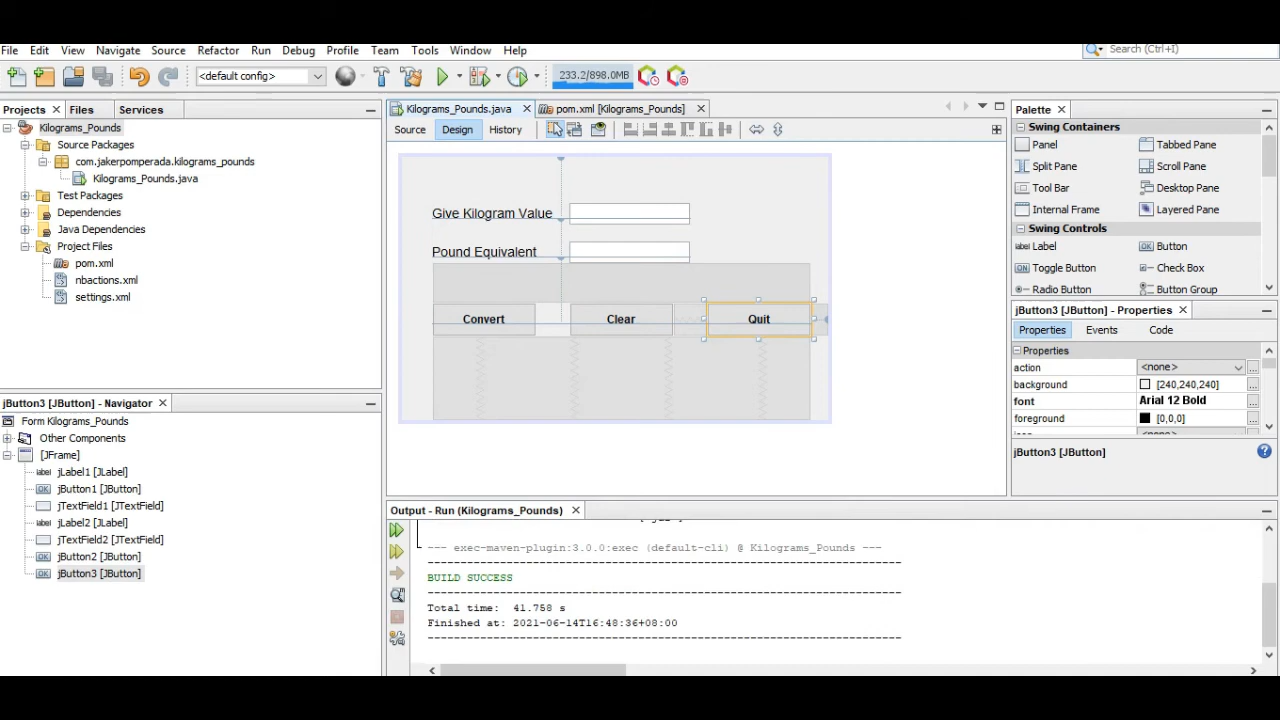 File Edit View Navigate Source Refactor Run Debug Profile Team Tools Window Help
Search (Ctrl+I)
<default config>
233.2/898.0MB
Projects
Files
Services
Kilograms_Pounds
Source Packages
com.jakerpomperada.kilograms_pounds
Kilograms_Pounds.java
Test Packages
Dependencies
Java Dependencies
Project Files
pom.xml
nbactions.xml
settings.xml
jButton3 [JButton] - Navigator
Form Kilograms_Pounds
Other Components
[JFrame]
label jLabel1 [JLabel]
OK jButton1 [JButton]
jTextField1 [JTextField]
label jLabel2 [JLabel]
jTextField2 [JTextField]
OK jButton2 [JButton]
OK jButton3 [JButton]
Kilograms_Pounds.java
pom.xml [Kilograms_Pounds]
Source Design History
Give Kilogram Value
Pound Equivalent
Convert Clear Quit
Output - Run (Kilograms_Pounds)
--- exec-maven-plugin:3.0.0:exec (default-cli) @ Kilograms_Pounds ---
------------------------------------------------------------------------
BUILD SUCCESS
------------------------------------------------------------------------
Total time:  41.758 s
Finished at: 2021-06-14T16:48:36+08:00
------------------------------------------------------------------------
Palette
Swing Containers
Panel Tabbed Pane
Split Pane Scroll Pane
Tool Bar Desktop Pane
Internal Frame Layered Pane
Swing Controls
label Label OK Button
ON Toggle Button Check Box
Radio Button Button Group
jButton3 [JButton] - Properties
Properties Events Code
Properties
action <none> ...
background [240,240,240] ...
font Arial 12 Bold ...
foreground [0,0,0] ...
jButton3 [JButton]